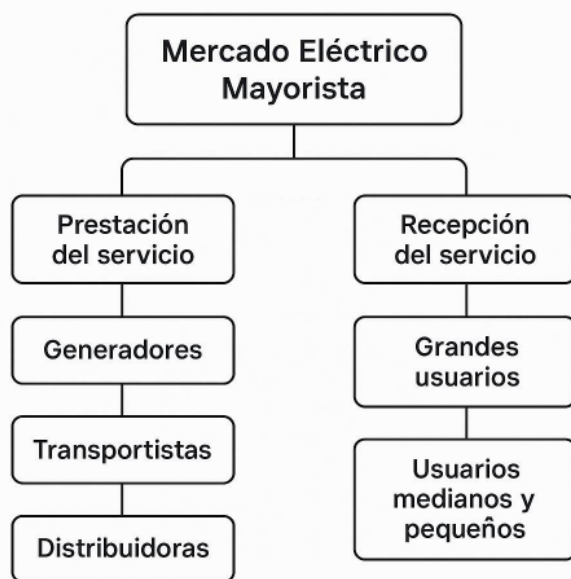 Mercado Eléctrico
Mayorista
Prestación
del servicio
Recepción
del servicio
Generadores
Grandes
usuarios
Transportistas
Usuarios
medianos y
pequeños
Distribuidoras